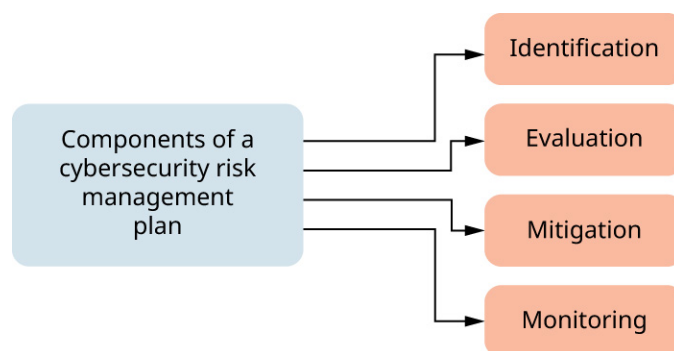 Components of a
cybersecurity risk
management
plan
Identification
Evaluation
Mitigation
Monitoring